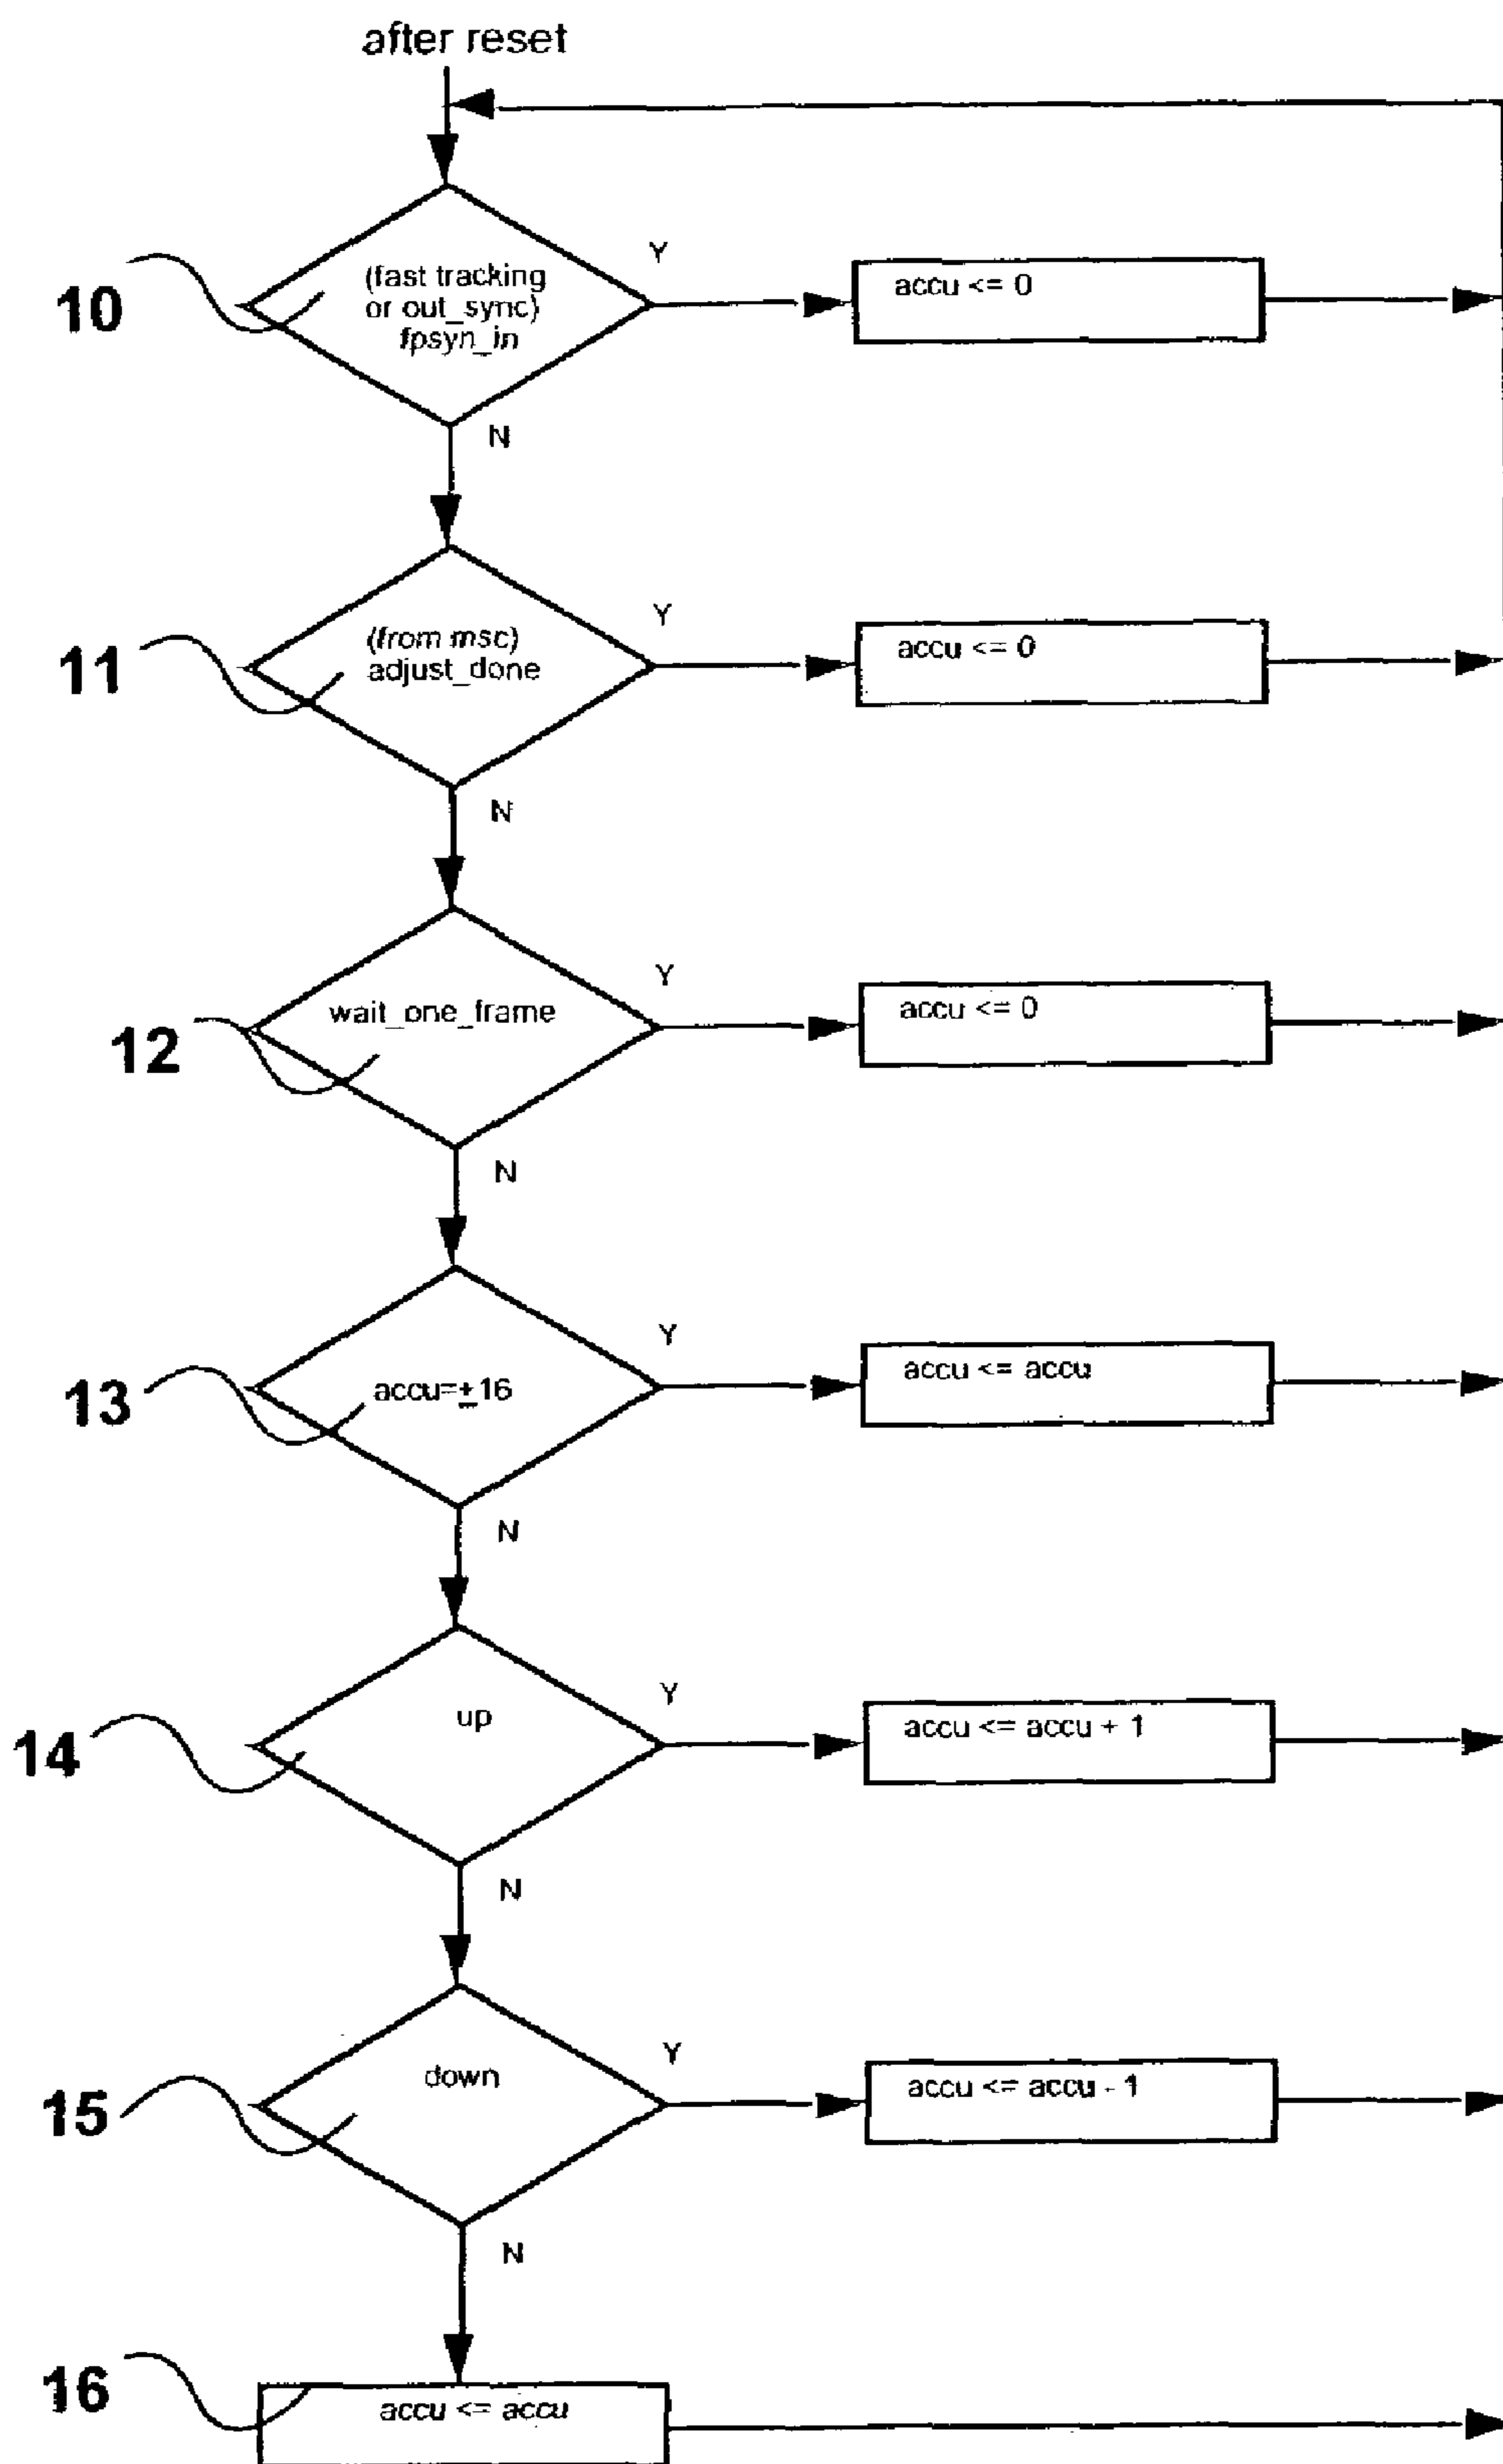 after reset
10
(fast tracking
or out_sync)
fpsyn_in
Y
accu <= 0
N
11
(from msc)
adjust_done
Y
accu <= 0
N
12
wait_one_frame
Y
accu <= 0
N
13
accu=±16
Y
accu <= accu
N
14
up
Y
accu <= accu + 1
N
15
down
Y
accu <= accu - 1
N
16
accu <= accu